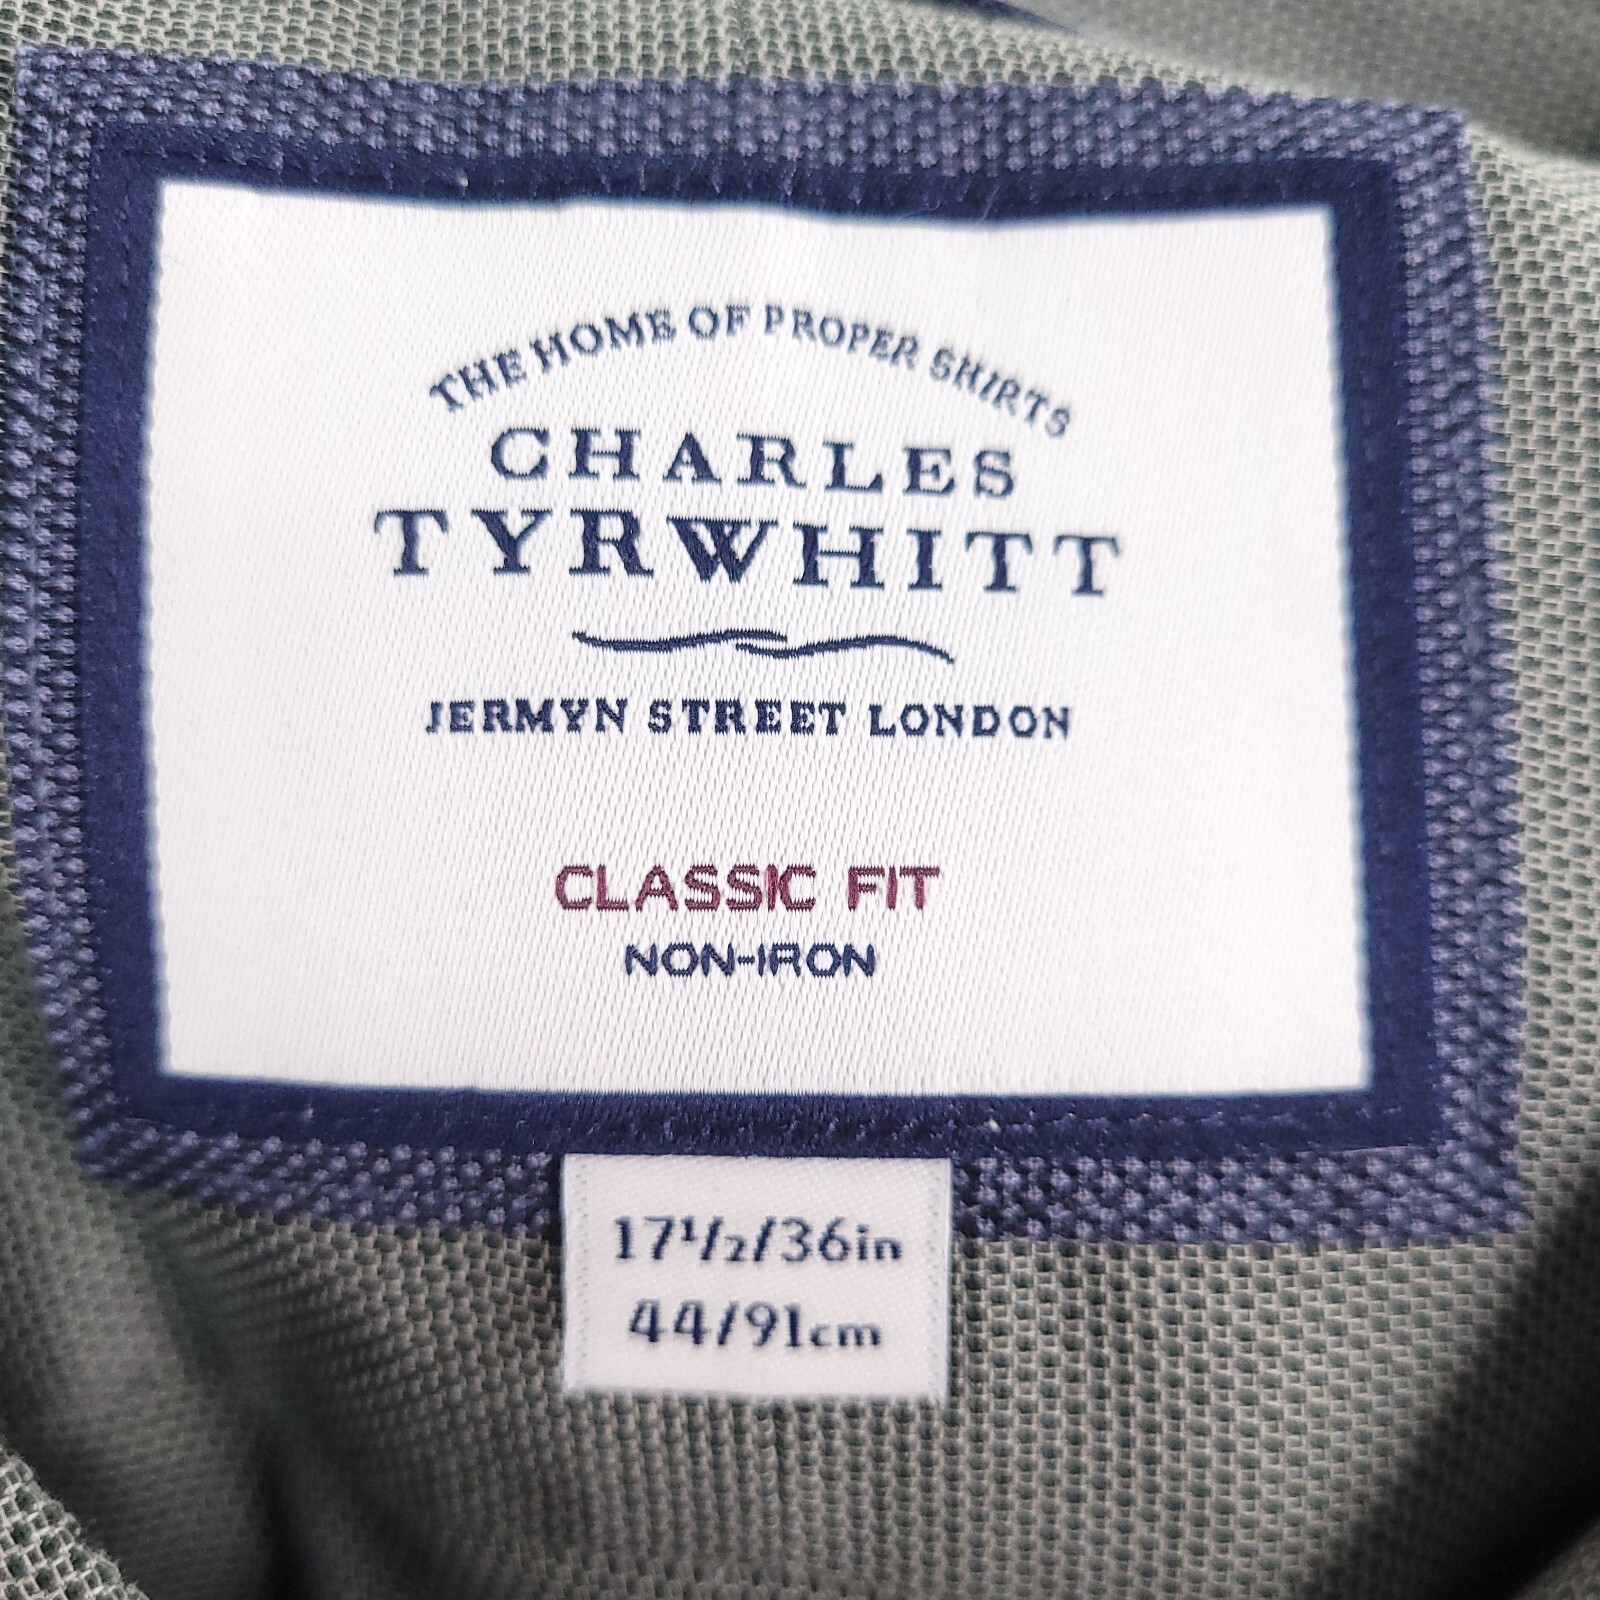 THE HOME OF PROPER SHIRTS
CHARLES
TYRWHITT
JERMYN STREET LONDON
CLASSIC FIT
NON-IRON
17½/36in
44/91cm